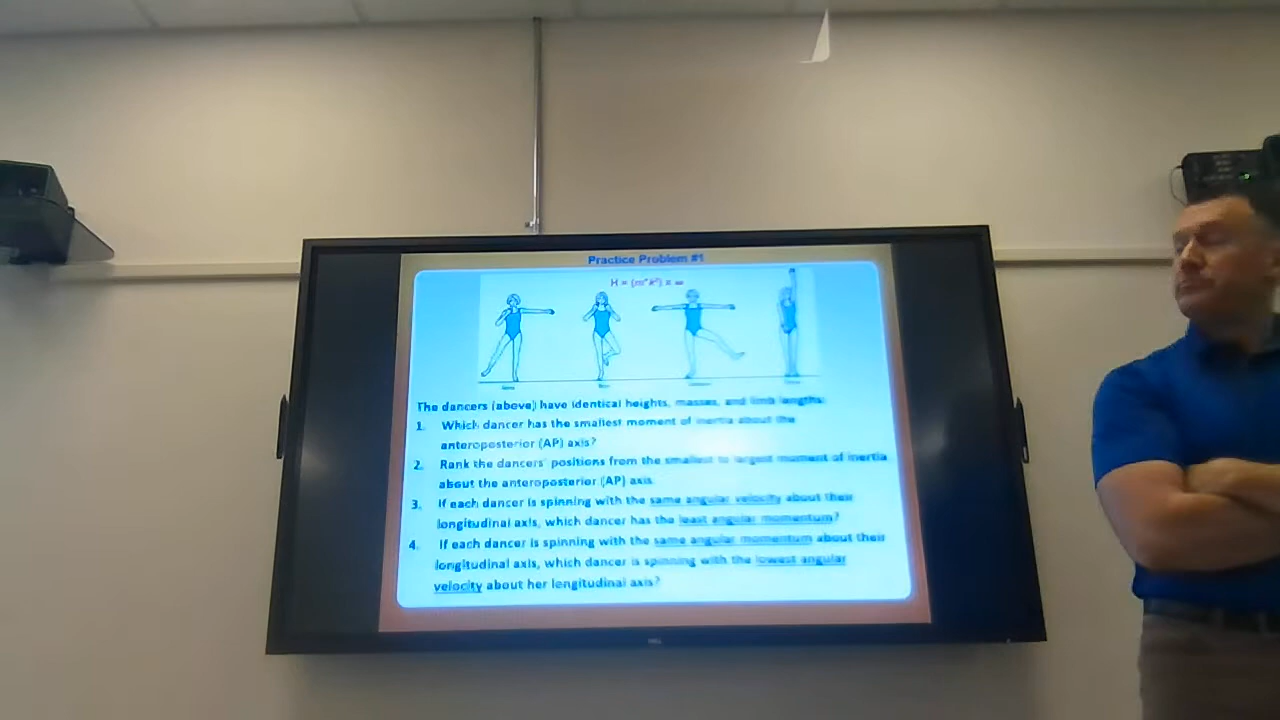 Practice Problem #1
H = (m*k²) x ω
The dancers (above) have identical heights, masses, and limb lengths.
1. Which dancer has the smallest moment of inertia about the
anteroposterior (AP) axis?
2. Rank the dancers' positions from the smallest to largest moment of inertia
about the anteroposterior (AP) axis.
3. If each dancer is spinning with the same angular velocity about their
longitudinal axis, which dancer has the least angular momentum?
4. If each dancer is spinning with the same angular momentum about their
longitudinal axis, which dancer is spinning with the lowest angular
velocity about her longitudinal axis?
DELL